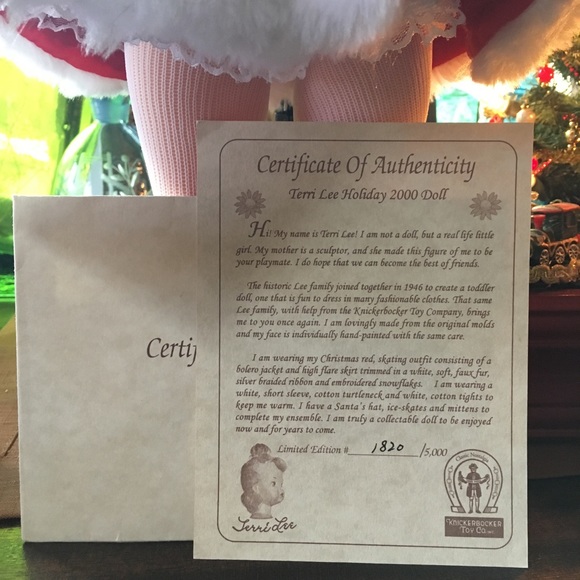 Certificate Of Authenticity
Terri Lee Holiday 2000 Doll
Hi! My name is Terri Lee! I am not a doll, but a real life little
girl. My mother is a sculptor, and she made this figure of me to be
your playmate. I do hope that we can become the best of friends.
The historic Lee family joined together in 1946 to create a toddler
doll, one that is fun to dress in many fashionable clothes. That same
Lee family, with help from the Knickerbocker Toy Company, brings
me to you once again. I am lovingly made from the original molds
and my face is individually hand-painted with the same care.
I am wearing my Christmas red, skating outfit consisting of a
bolero jacket and high flare skirt trimmed in a white, soft, faux fur,
silver braided ribbon and embroidered snowflakes. I am wearing a
white, short sleeve, cotton turtleneck and white, cotton tights to
keep me warm. I have a Santa's hat, ice-skates and mittens to
complete my ensemble. I am truly a collectable doll to be enjoyed
now and for years to come.
Limited Edition # 1820 /5,000
Terri Lee
Classic Nostalgia
KNICKERBOCKER
TOY CO.
Certif